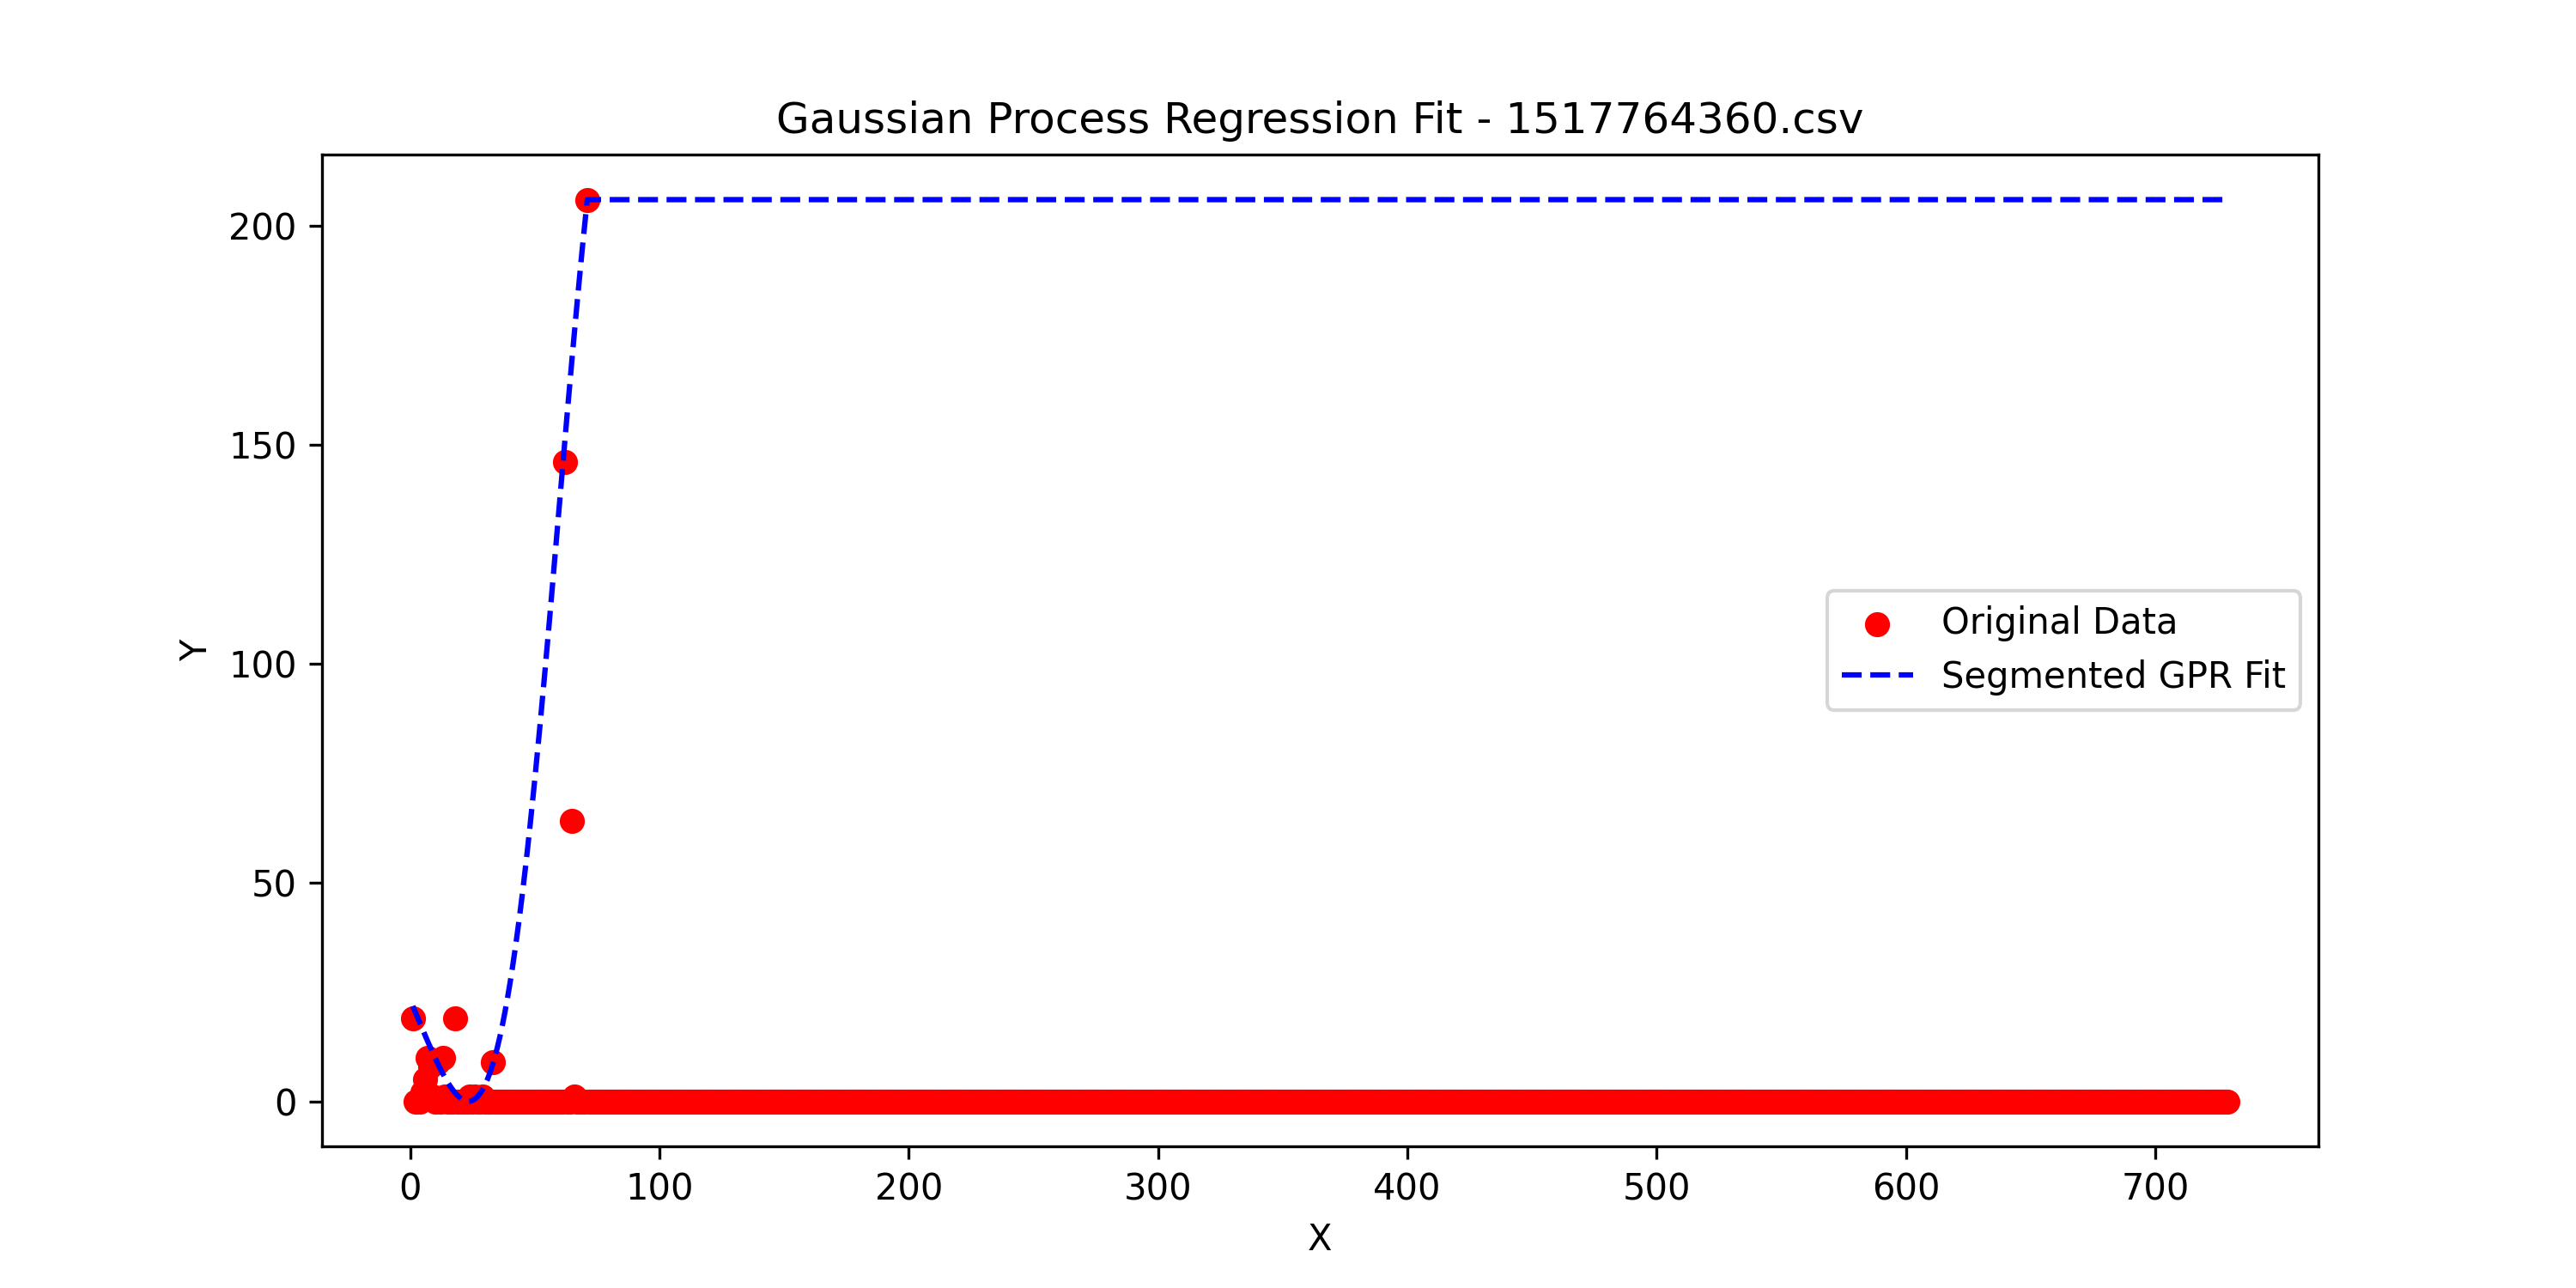 Gaussian Process Regression Fit - 1517764360.csv
200
150
100
50
0
Y
Original Data
Segmented GPR Fit
0 100 200 300 400 500 600 700
X